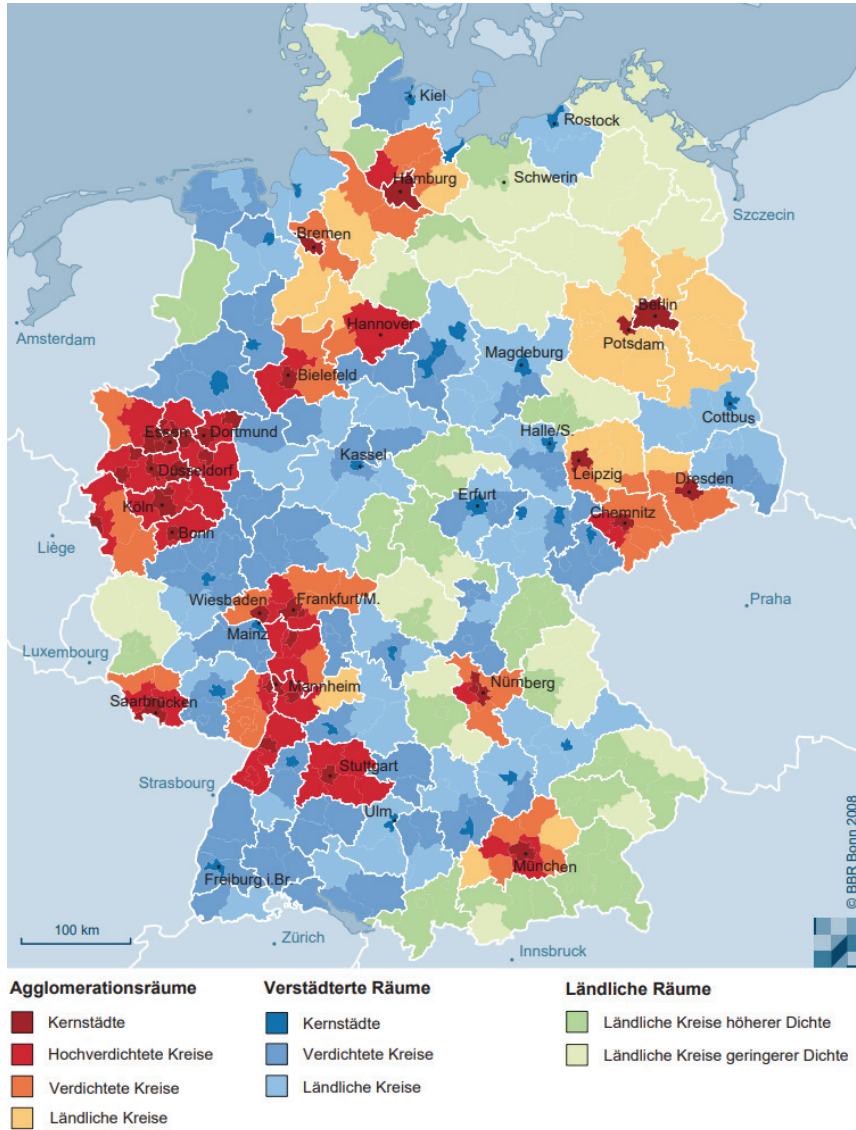 Kiel
Rostock
Hamburg
Schwerin
Szczecin
Bremen
Berlin
Amsterdam
Hannover
Potsdam
Magdeburg
Bielefeld
Cottbus
Essen
Dortmund
Halle/S.
Kassel
Düsseldorf
Leipzig
Dresden
Erfurt
Köln
Chemnitz
Bonn
Liège
Wiesbaden
Frankfurt/M.
Praha
Mainz
Luxembourg
Nürnberg
Mannheim
Saarbrücken
Stuttgart
Strasbourg
Ulm
München
Freiburg i.Br.
© BBR Bonn 2008
100 km
Zürich
Innsbruck
Agglomerationsräume
Kernstädte
Hochverdichtete Kreise
Verdichtete Kreise
Ländliche Kreise
Verstädterte Räume
Kernstädte
Verdichtete Kreise
Ländliche Kreise
Ländliche Räume
Ländliche Kreise höherer Dichte
Ländliche Kreise geringerer Dichte